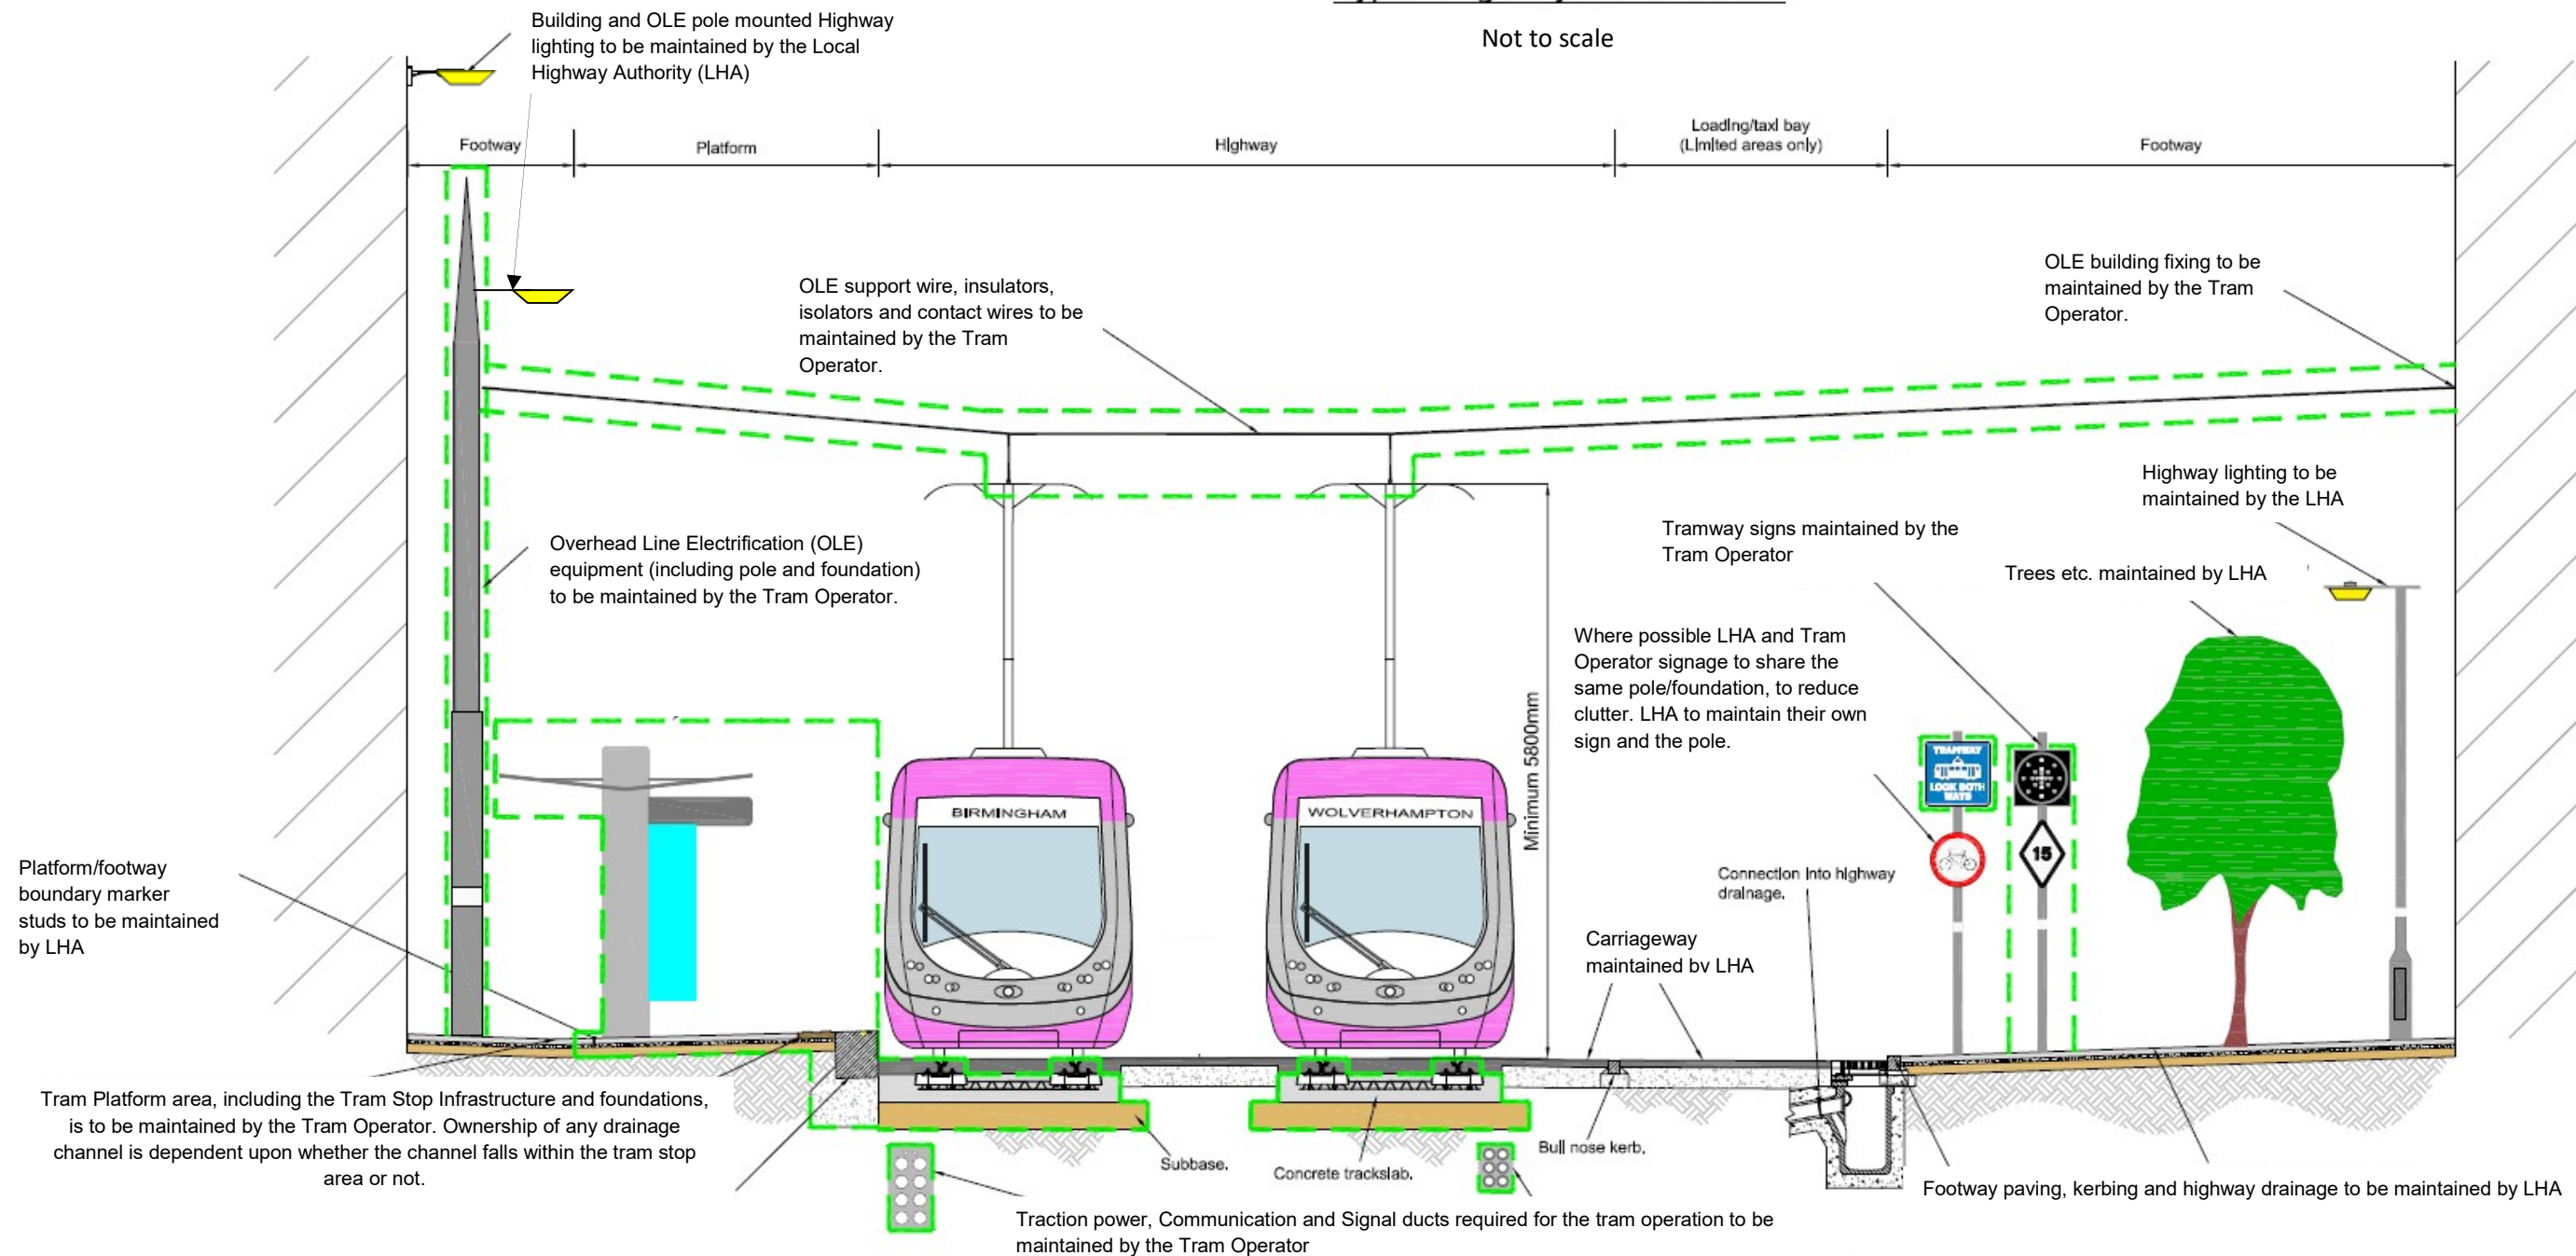 Not to scale
Building and OLE pole mounted Highway
lighting to be maintained by the Local
Highway Authority (LHA)
Footway
Platform
Highway
Loading/taxi bay
(Limited areas only)
Footway
OLE support wire, insulators,
isolators and contact wires to be
maintained by the Tram
Operator.
OLE building fixing to be
maintained by the Tram
Operator.
Highway lighting to be
maintained by the LHA
Tramway signs maintained by the
Tram Operator
Trees etc. maintained by LHA
Overhead Line Electrification (OLE)
equipment (including pole and foundation)
to be maintained by the Tram Operator.
Where possible LHA and Tram
Operator signage to share the
same pole/foundation, to reduce
clutter. LHA to maintain their own
sign and the pole.
Minimum 5800mm
TRAMWAY
LOOK BOTH
WAYS
15
BIRMINGHAM
WOLVERHAMPTON
Platform/footway
boundary marker
studs to be maintained
by LHA
Connection into highway
drainage.
Carriageway
maintained by LHA
Tram Platform area, including the Tram Stop Infrastructure and foundations,
is to be maintained by the Tram Operator. Ownership of any drainage
channel is dependent upon whether the channel falls within the tram stop
area or not.
Subbase.
Concrete trackslab.
Bull nose kerb.
Footway paving, kerbing and highway drainage to be maintained by LHA
Traction power, Communication and Signal ducts required for the tram operation to be
maintained by the Tram Operator